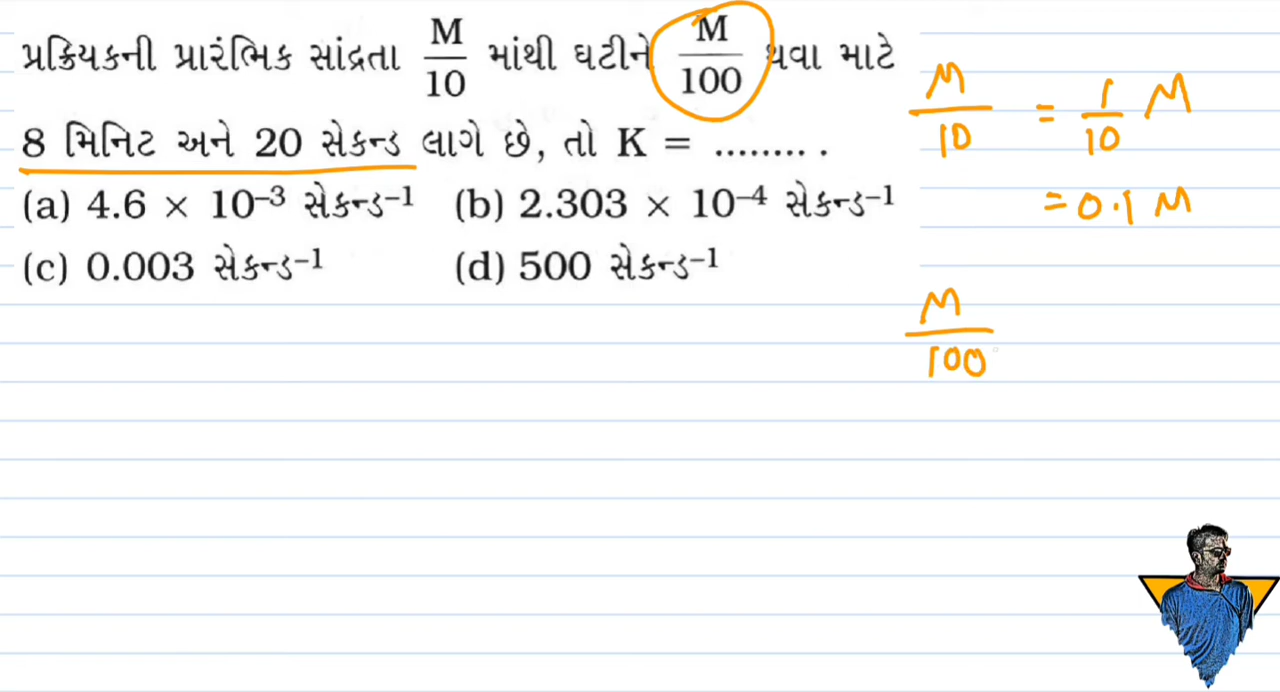 પ્રક્રિયકની પ્રારંભિક સાંદ્રતા M/10 માંથી ઘટીને M/100 થવા માટે
8 મિનિટ અને 20 સેકન્ડ લાગે છે, તો K = ........ .
(a) 4.6 × 10⁻³ સેકન્ડ⁻¹ (b) 2.303 × 10⁻⁴ સેકન્ડ⁻¹
(c) 0.003 સેકન્ડ⁻¹ (d) 500 સેકન્ડ⁻¹
M/10 = 1/10 M
= 0.1 M
M/100